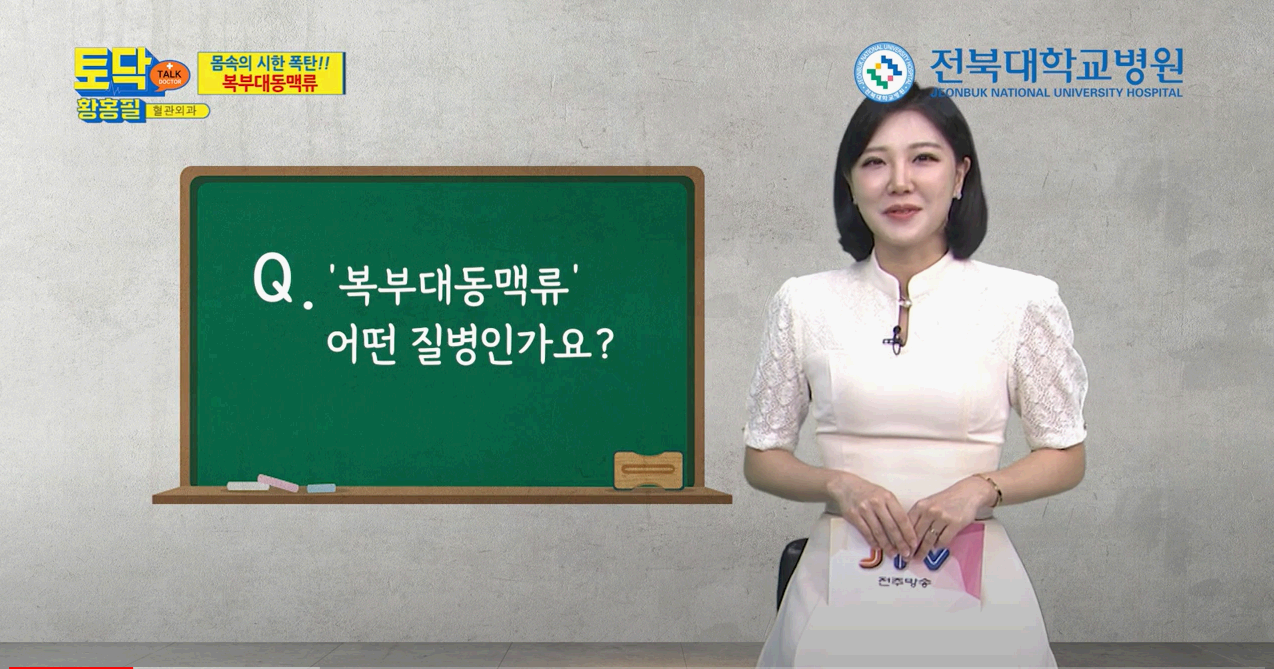 토닥
TALK
DOCTOR
황홍필 혈관외과
몸속의 시한 폭탄!!
복부대동맥류
전북대학교병원
JEONBUK NATIONAL UNIVERSITY HOSPITAL
Q. '복부대동맥류'
어떤 질병인가요?
JTV
전주방송